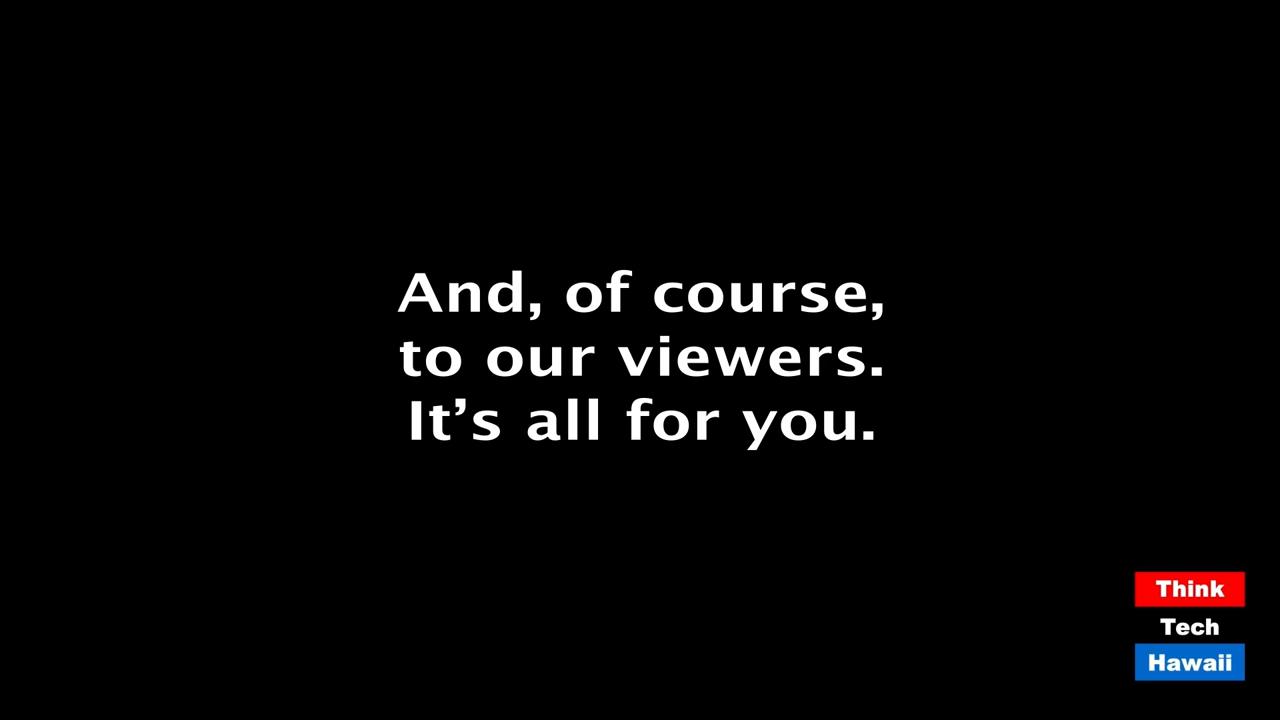 And, of course,
to our viewers.
It’s all for you.
Think
Tech
Hawaii